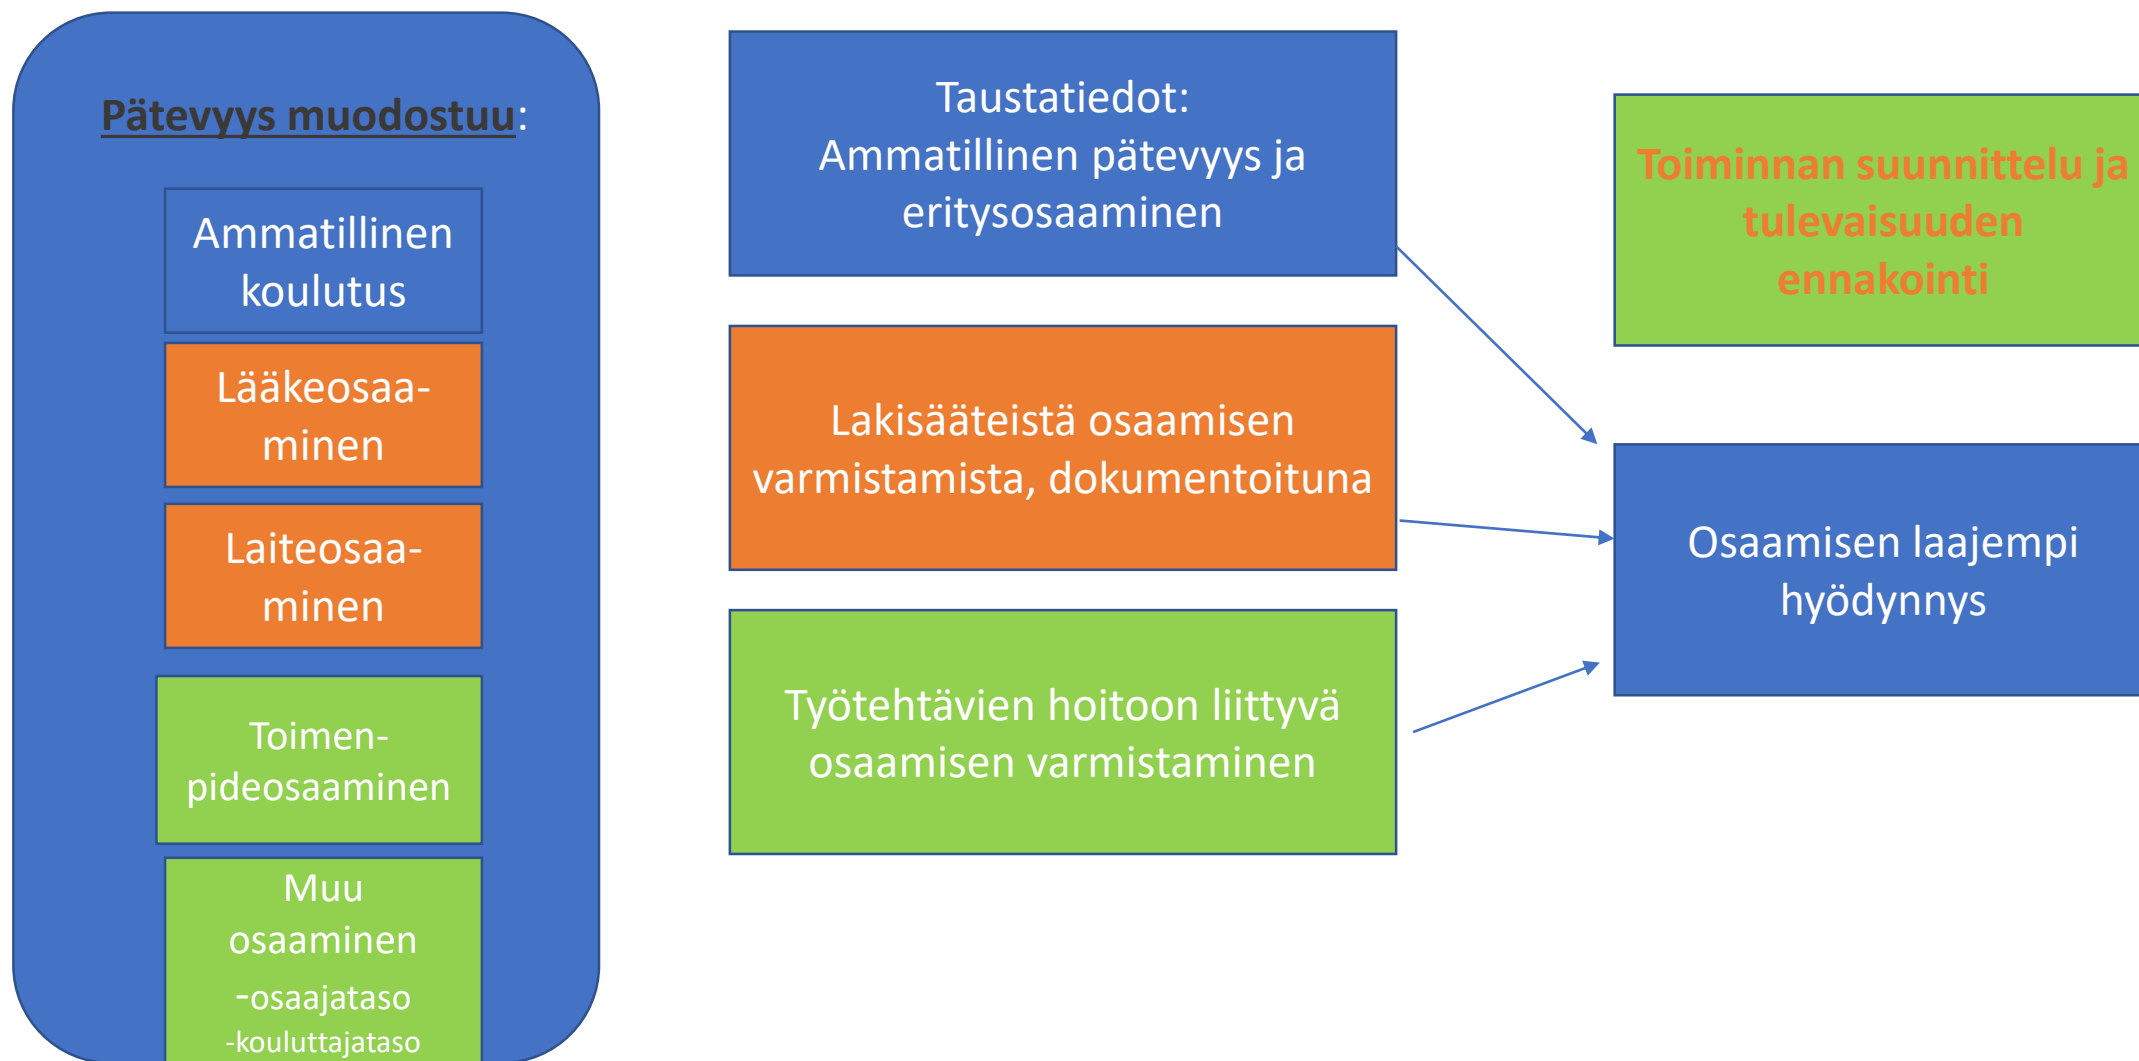 Pätevyys muodostuu:
Ammatillinen
koulutus
Lääkeosaa-
minen
Laiteosaa-
minen
Toimen-
pideosaaminen
Muu
osaaminen
-osaajataso
-kouluttajataso
Taustatiedot:
Ammatillinen pätevyys ja
eritysosaaminen
Lakisääteistä osaamisen
varmistamista, dokumentoituna
Työtehtävien hoitoon liittyvä
osaamisen varmistaminen
Toiminnan suunnittelu ja
tulevaisuuden
ennakointi
Osaamisen laajempi
hyödynnys